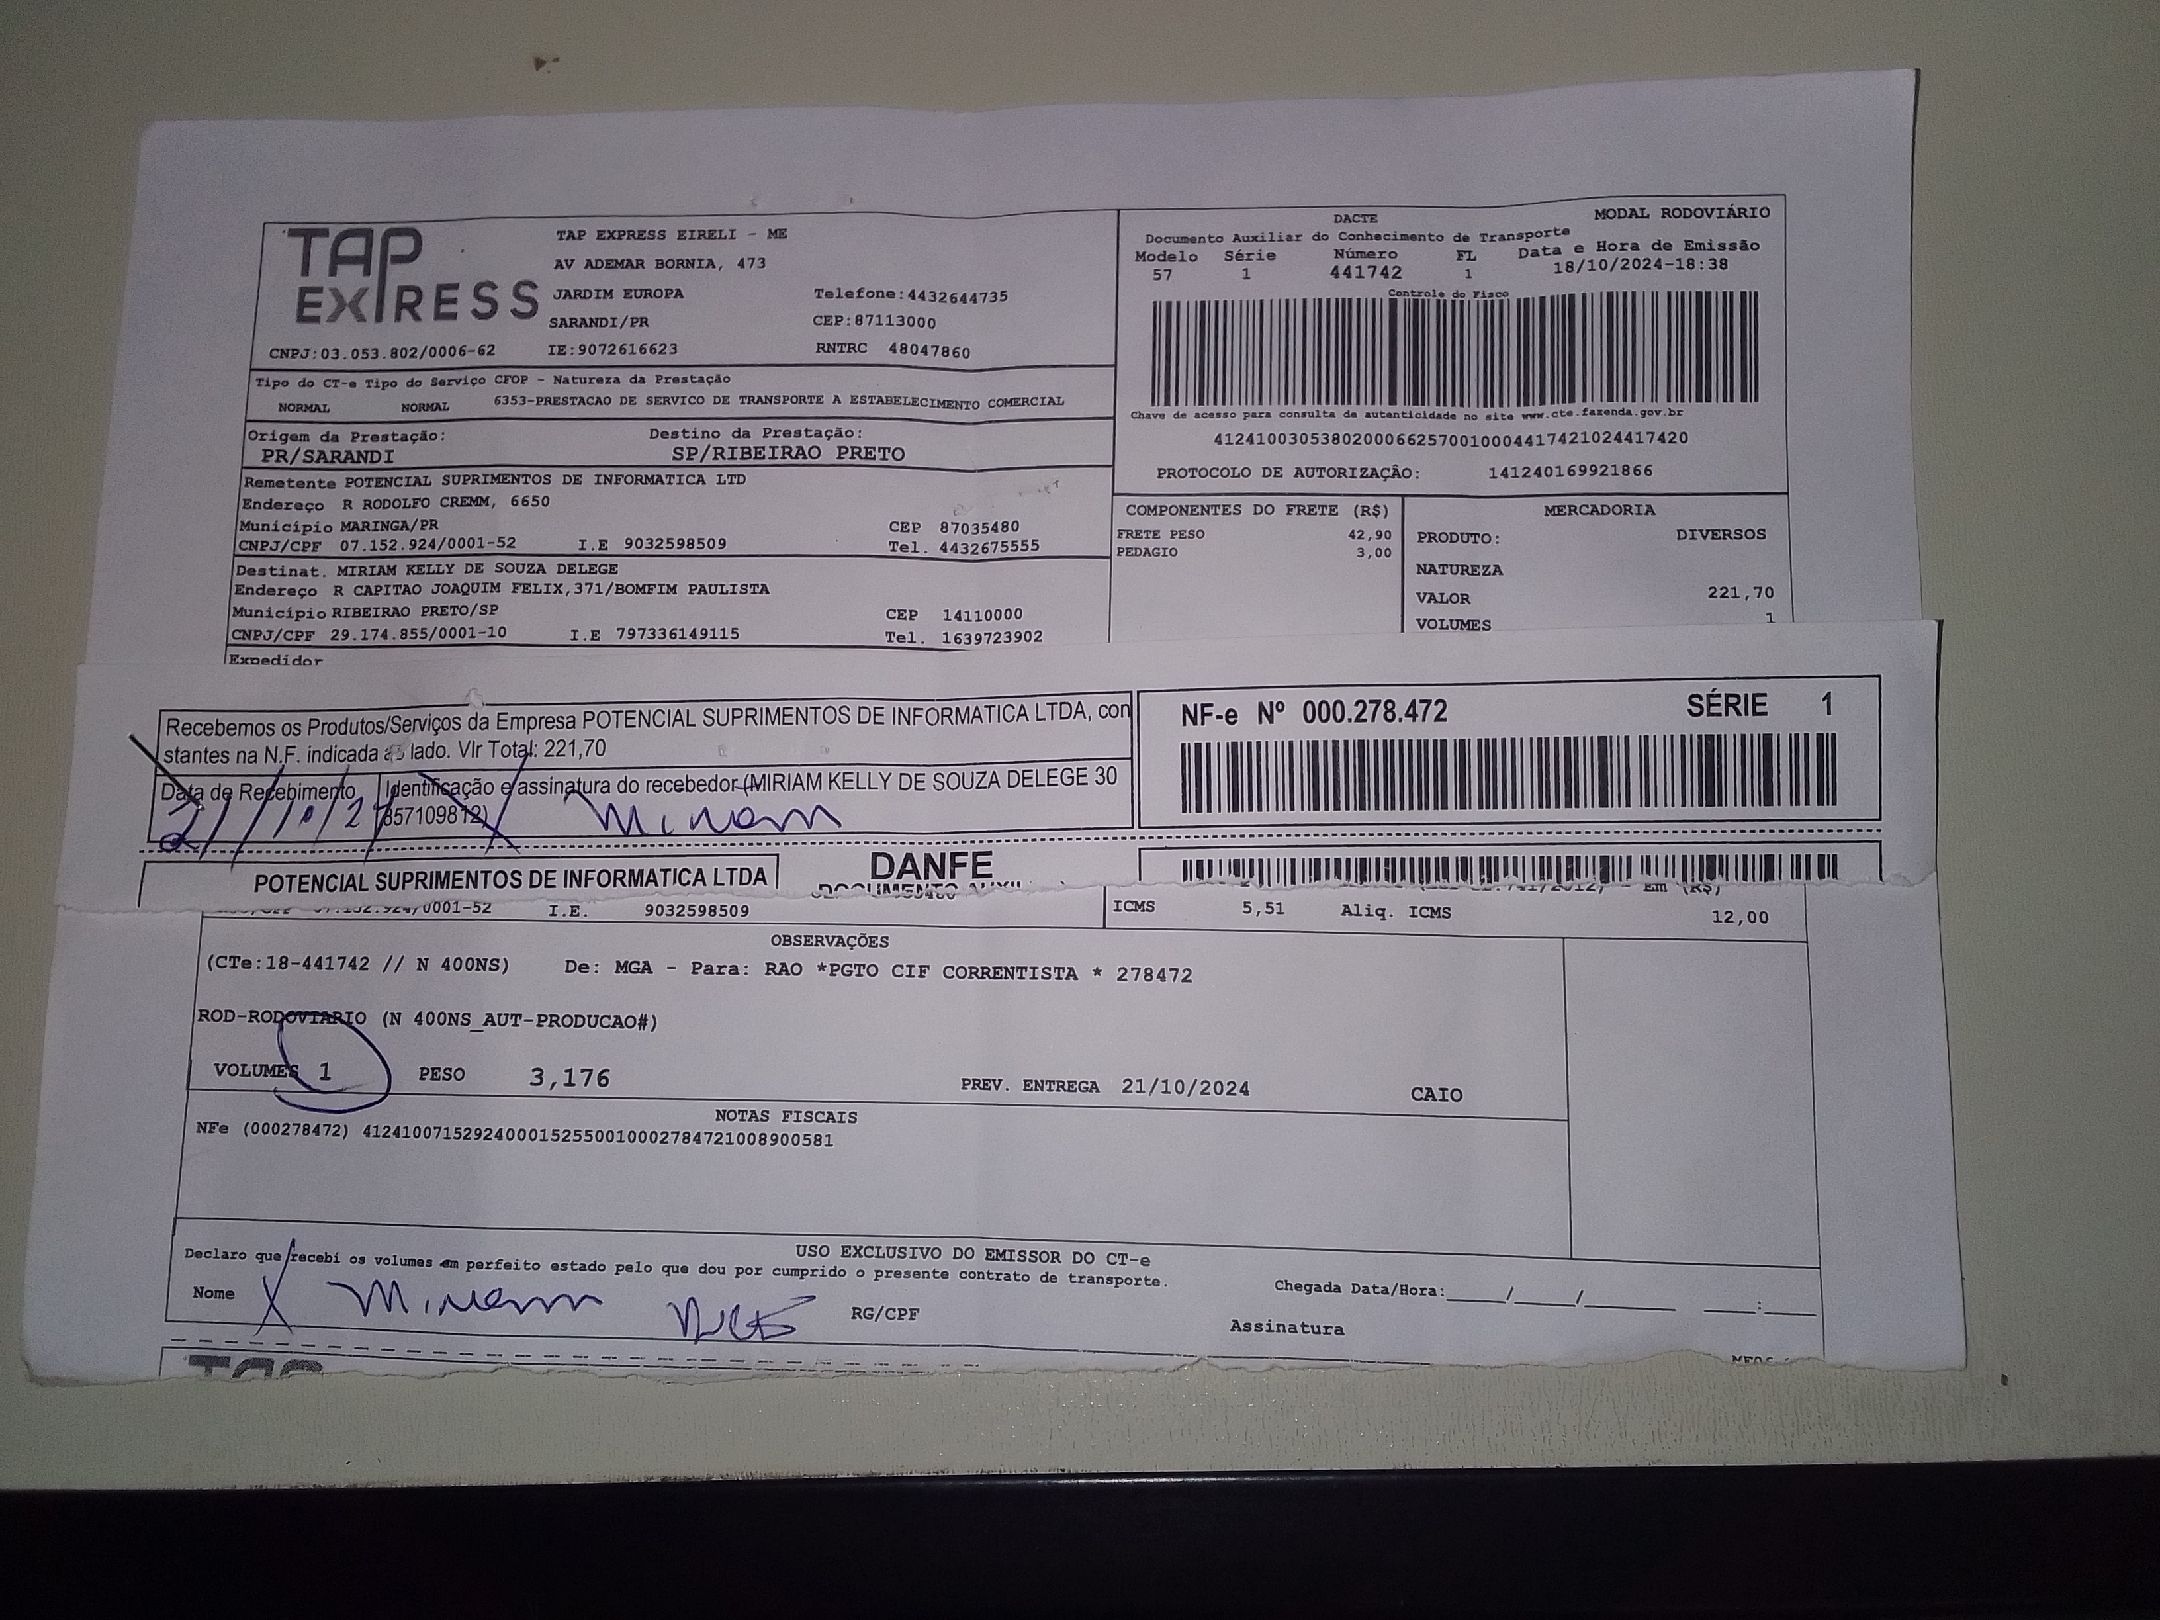 TAP EXPRESS
TAP EXPRESS EIRELI - ME
AV ADEMAR BORNIA, 473
JARDIM EUROPA Telefone:4432644735
SARANDI/PR CEP:87113000
CNPJ:03.053.802/0006-62 IE:9072616623 RNTRC 48047860
Tipo do CT-e Tipo do Serviço CFOP - Natureza da Prestação
NORMAL NORMAL 6353-PRESTACAO DE SERVICO DE TRANSPORTE A ESTABELECIMENTO COMERCIAL
Origem da Prestação: Destino da Prestação:
PR/SARANDI SP/RIBEIRAO PRETO
Remetente POTENCIAL SUPRIMENTOS DE INFORMATICA LTD
Endereço R RODOLFO CREMM, 6650
Município MARINGA/PR CEP 87035480
CNPJ/CPF 07.152.924/0001-52 I.E 9032598509 Tel. 4432675555
Destinat. MIRIAM KELLY DE SOUZA DELEGE
Endereço R CAPITAO JOAQUIM FELIX,371/BOMFIM PAULISTA
Município RIBEIRAO PRETO/SP CEP 14110000
CNPJ/CPF 29.174.855/0001-10 I.E 797336149115 Tel. 1639723902
Expedidor
DACTE MODAL RODOVIÁRIO
Documento Auxiliar do Conhecimento de Transporte
Modelo Série Número FL Data e Hora de Emissão
57 1 441742 1 18/10/2024-18:38
Controle do Fisco
Chave de acesso para consulta de autenticidade no site www.cte.fazenda.gov.br
41241003053802000662570010004417421024417420
PROTOCOLO DE AUTORIZAÇÃO: 141240169921866
COMPONENTES DO FRETE (R$)
FRETE PESO 42,90
PEDAGIO 3,00
MERCADORIA
PRODUTO: DIVERSOS
NATUREZA
VALOR 221,70
VOLUMES 1
Recebemos os Produtos/Serviços da Empresa POTENCIAL SUPRIMENTOS DE INFORMATICA LTDA, con
stantes na N.F. indicada ao lado. Vlr Total: 221,70
Data de Recebimento Identificação e assinatura do recebedor (MIRIAM KELLY DE SOUZA DELEGE 30
857109812)
21/10/24 X Miriam
NF-e Nº 000.278.472 SÉRIE 1
POTENCIAL SUPRIMENTOS DE INFORMATICA LTDA
DANFE
I.E. 9032598509
ICMS 5,51 Aliq. ICMS 12,00
OBSERVAÇÕES
(CTe:18-441742 // N 400NS) De: MGA - Para: RAO *PGTO CIF CORRENTISTA * 278472
ROD-RODOVIARIO (N 400NS_AUT-PRODUCAO#)
VOLUMES 1 PESO 3,176 PREV. ENTREGA 21/10/2024 CAIO
NOTAS FISCAIS
NFe (000278472) 41241007152924000152550010002784721008900581
USO EXCLUSIVO DO EMISSOR DO CT-e
Declaro que recebi os volumes em perfeito estado pelo que dou por cumprido o presente contrato de transporte.
Nome X Miriam RG/CPF
Chegada Data/Hora:____/____/______ ____:____
Assinatura